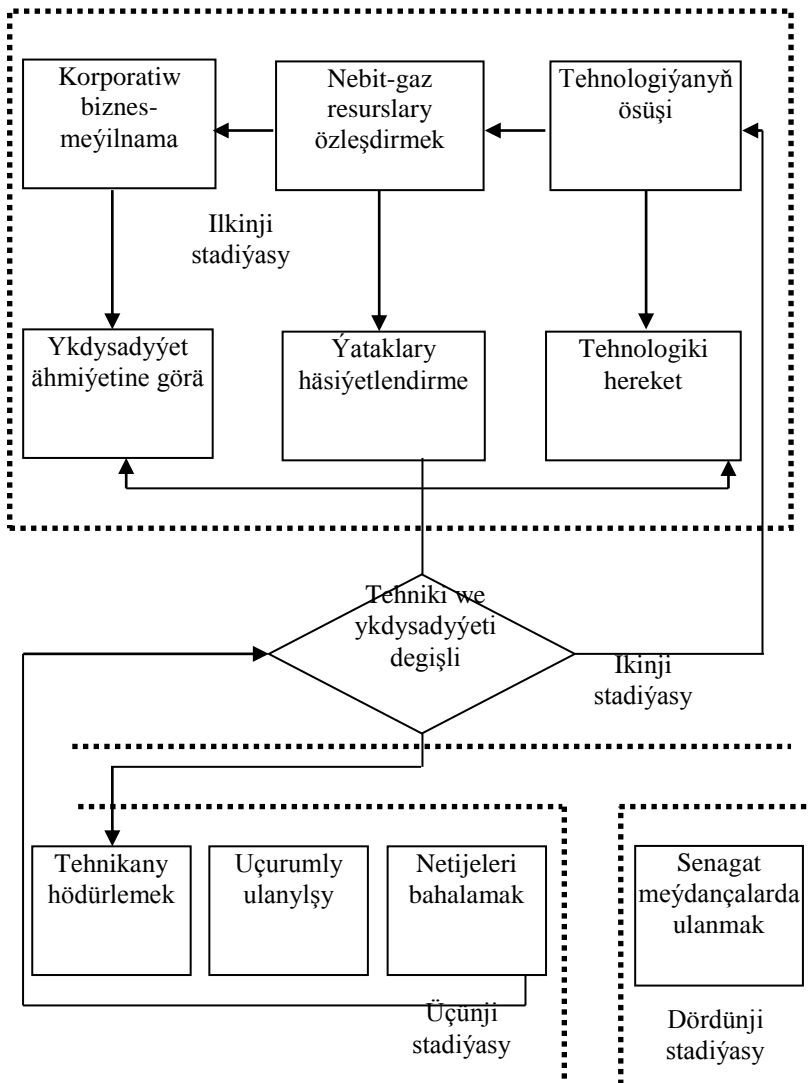 Korporatiw
biznes-
meýilnama
Nebit-gaz
resurslary
özleşdirmek
Tehnologiýanyň
ösüşi
Ilkinji
stadiýasy
Ykdysadyýet
ähmiýetine görä
Ýataklary
häsiýetlendirme
Tehnologiki
hereket
Tehniki we
ykdysadyýeti
degişli
Ikinji
stadiýasy
Tehnikany
hödürlemek
Uçurumly
ulanylşy
Netijeleri
bahalamak
Üçünji
stadiýasy
Senagat
meýdançalarda
ulanmak
Dördünji
stadiýasy